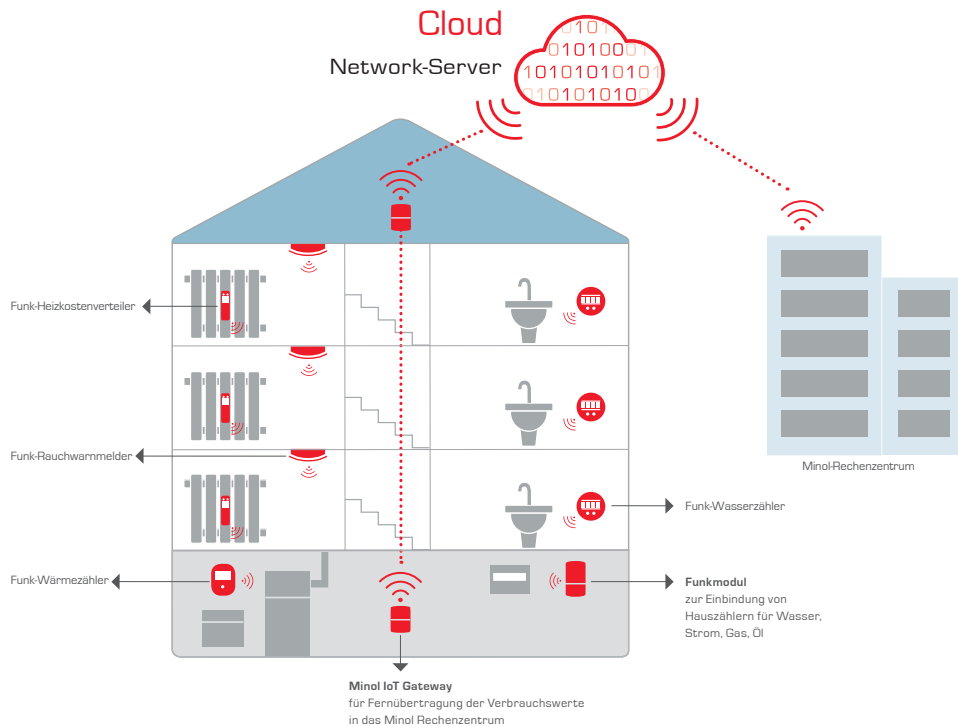 Cloud
Network-Server
Funk-Heizkostenverteiler
Funk-Rauchwarnmelder
Minol-Rechenzentrum
Funk-Wasserzähler
Funk-Wärmezähler
Funkmodul
zur Einbindung von
Hauszählern für Wasser,
Strom, Gas, Öl
Minol IoT Gateway
für Fernübertragung der Verbrauchswerte
in das Minol Rechenzentrum